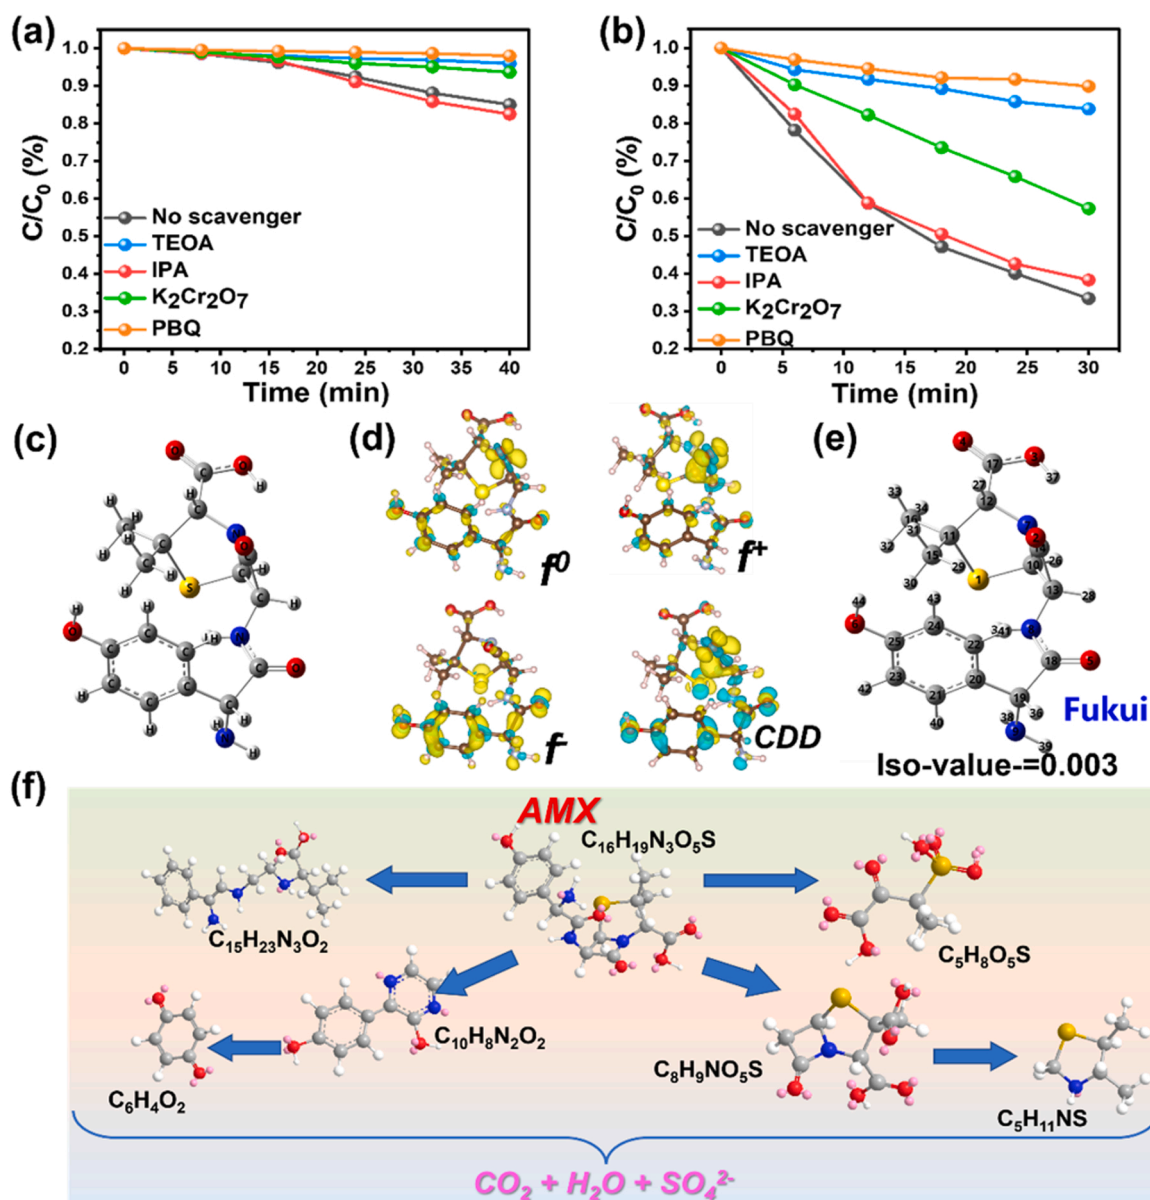 (a)
1.0
0.9
0.8
0.7
0.6
0.5
0.4
0.3
0.2
C/C₀ (%)
No scavenger
TEOA
IPA
K₂Cr₂O₇
PBQ
0 5 10 15 20 25 30 35 40
Time (min)
(b)
1.0
0.9
0.8
0.7
0.6
0.5
0.4
0.3
0.2
C/C₀ (%)
No scavenger
TEOA
IPA
K₂Cr₂O₇
PBQ
0 5 10 15 20 25 30
Time (min)
(c)
(d)
f⁰
f⁺
f⁻
CDD
(e)
Fukui
Iso-value-=0.003
(f)
AMX
C₁₆H₁₉N₃O₅S
C₁₅H₂₃N₃O₂
C₅H₈O₅S
C₁₀H₈N₂O₂
C₆H₄O₂
C₈H₉NO₅S
C₅H₁₁NS
CO₂ + H₂O + SO₄²⁻